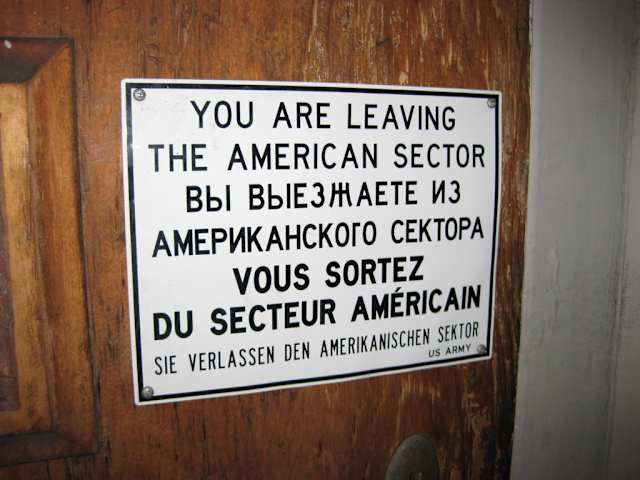 YOU ARE LEAVING
THE AMERICAN SECTOR
ВЫ ВЫЕЗЖАЕТЕ ИЗ
АМЕРИКАНСКОГО СЕКТОРА
VOUS SORTEZ
DU SECTEUR AMÉRICAIN
SIE VERLASSEN DEN AMERIKANISCHEN SEKTOR
US ARMY